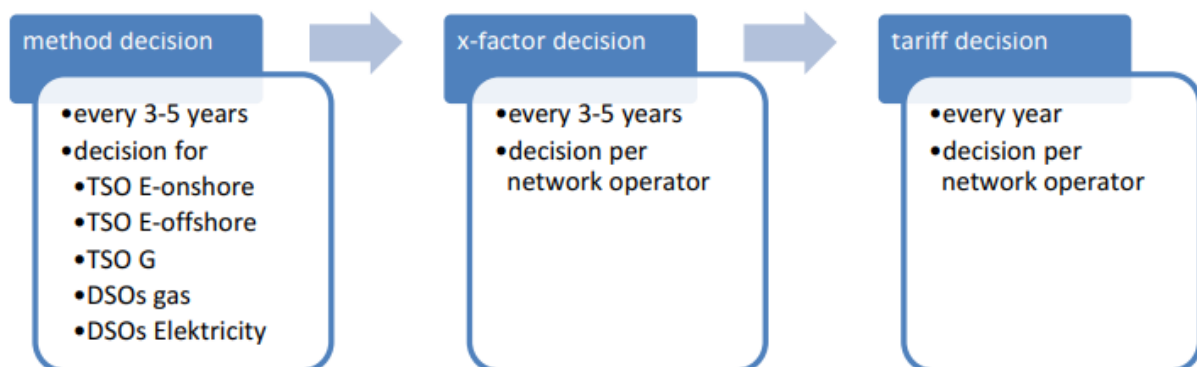 method decision
•every 3-5 years
•decision for
•TSO E-onshore
•TSO E-offshore
•TSO G
•DSOs gas
•DSOs Elektricity
x-factor decision
•every 3-5 years
•decision per
network operator
tariff decision
•every year
•decision per
network operator